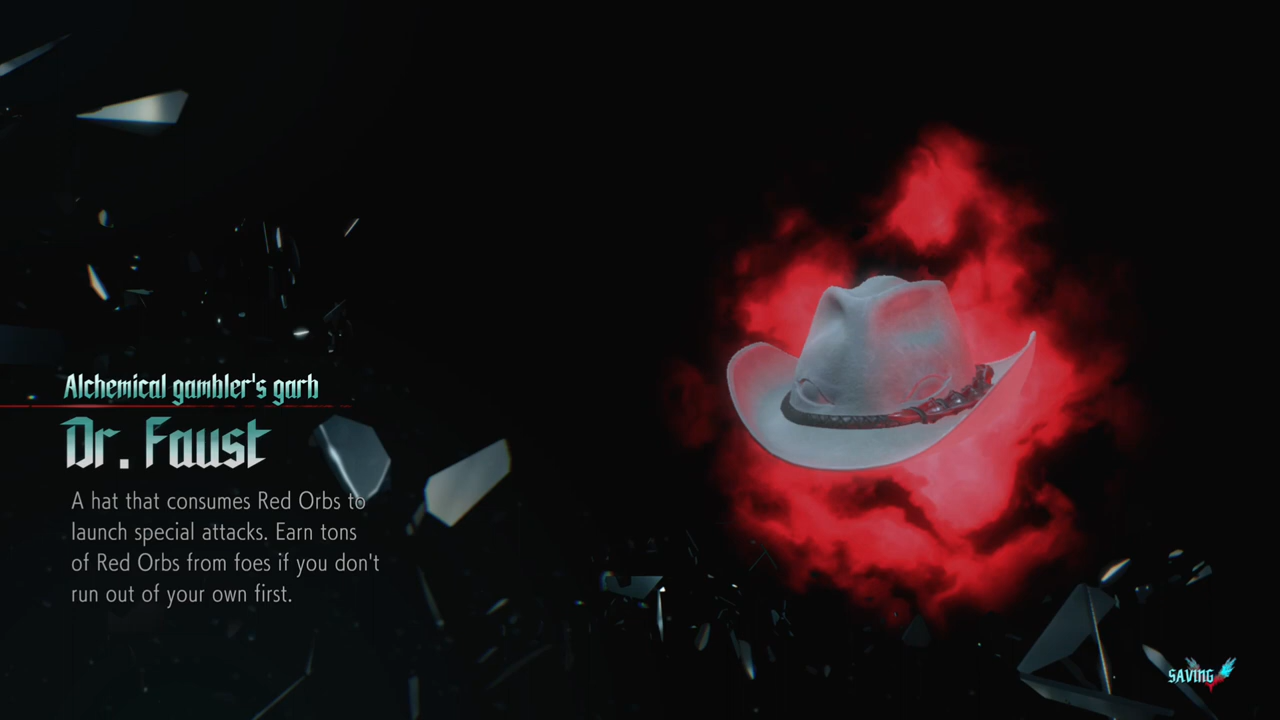 Alchemical gambler's garb
Dr. Faust
A hat that consumes Red Orbs to
launch special attacks. Earn tons
of Red Orbs from foes if you don't
run out of your own first.
SAVING